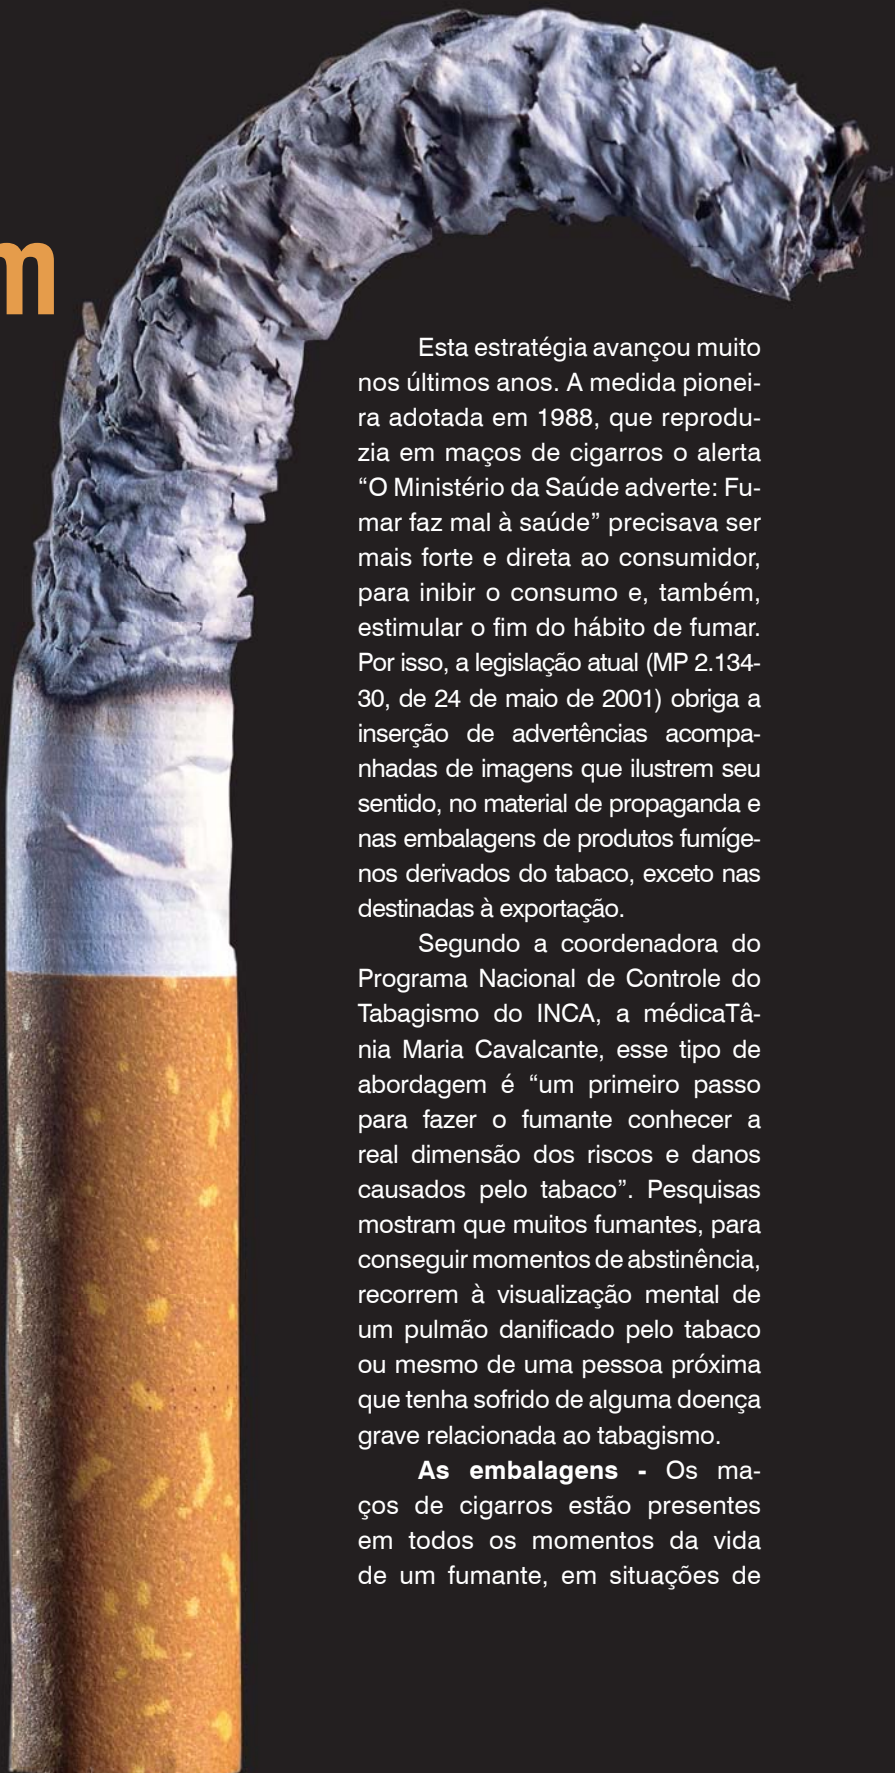 m
Esta estratégia avançou muito
nos últimos anos. A medida pionei-
ra adotada em 1988, que reprodu-
zia em maços de cigarros o alerta
“O Ministério da Saúde adverte: Fu-
mar faz mal à saúde” precisava ser
mais forte e direta ao consumidor,
para inibir o consumo e, também,
estimular o fim do hábito de fumar.
Por isso, a legislação atual (MP 2.134-
30, de 24 de maio de 2001) obriga a
inserção de advertências acompa-
nhadas de imagens que ilustrem seu
sentido, no material de propaganda e
nas embalagens de produtos fumíge-
nos derivados do tabaco, exceto nas
destinadas à exportação.
Segundo a coordenadora do
Programa Nacional de Controle do
Tabagismo do INCA, a médicaTâ-
nia Maria Cavalcante, esse tipo de
abordagem é “um primeiro passo
para fazer o fumante conhecer a
real dimensão dos riscos e danos
causados pelo tabaco”. Pesquisas
mostram que muitos fumantes, para
conseguir momentos de abstinência,
recorrem à visualização mental de
um pulmão danificado pelo tabaco
ou mesmo de uma pessoa próxima
que tenha sofrido de alguma doença
grave relacionada ao tabagismo.
As embalagens - Os ma-
ços de cigarros estão presentes
em todos os momentos da vida
de um fumante, em situações de